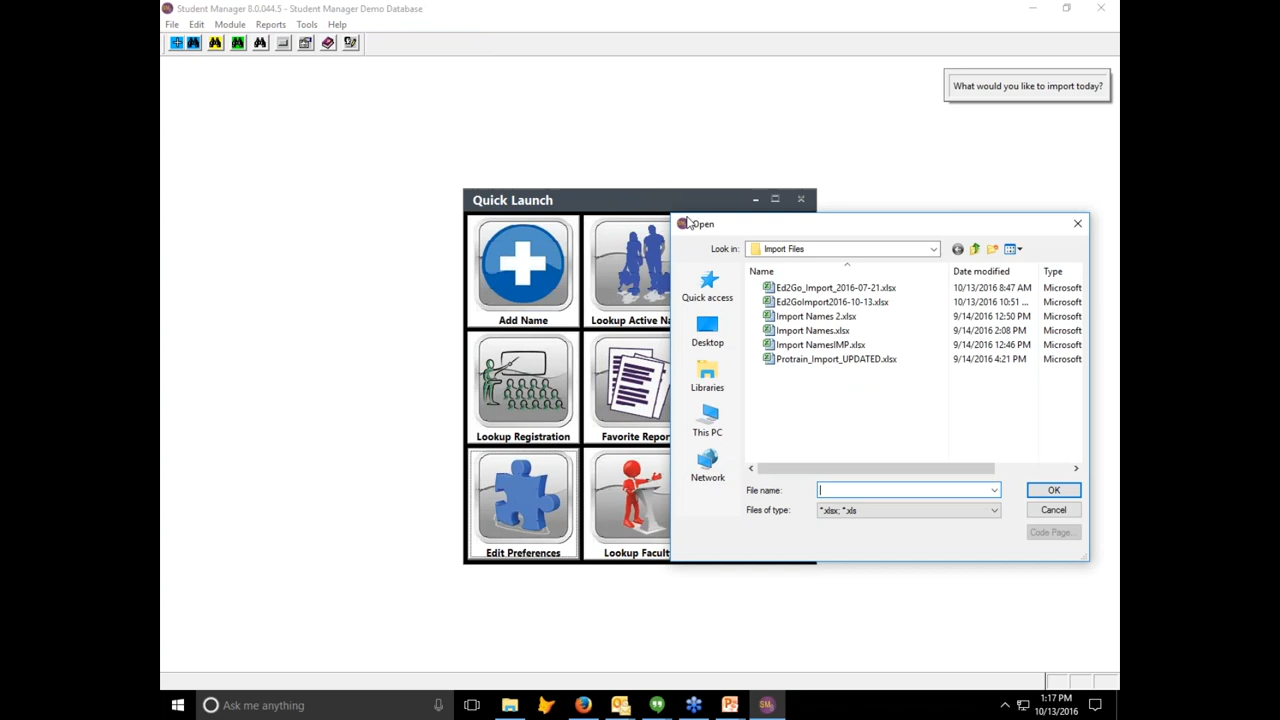 Student Manager 8.0.044.5 - Student Manager Demo Database
File Edit Module Reports Tools Help
What would you like to import today?
Quick Launch
Add Name
Lookup Active Na
Lookup Registration
Favorite Repor
Edit Preferences
Lookup Facult
Open
Look in: Import Files
Quick access
Desktop
Libraries
This PC
Network
Name Date modified Type
Ed2Go_Import_2016-07-21.xlsx 10/13/2016 8:47 AM Microsoft
Ed2GoImport2016-10-13.xlsx 10/13/2016 10:51 ... Microsoft
Import Names 2.xlsx 9/14/2016 12:50 PM Microsoft
Import Names.xlsx 9/14/2016 2:08 PM Microsoft
Import NamesIMP.xlsx 9/14/2016 12:46 PM Microsoft
Protrain_Import_UPDATED.xlsx 9/14/2016 4:21 PM Microsoft
File name: OK
Files of type: *.xlsx; *.xls Cancel
Code Page...
Ask me anything
1:17 PM
10/13/2016